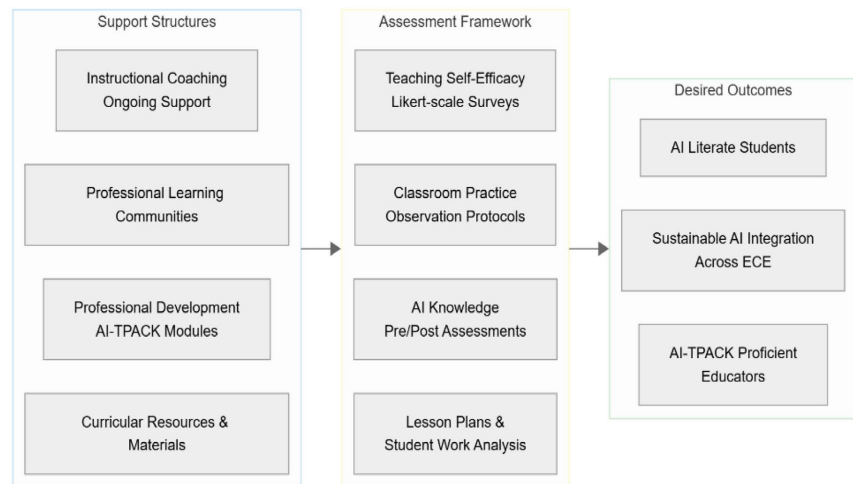 Support Structures
Instructional Coaching
Ongoing Support
Professional Learning
Communities
Professional Development
AI-TPACK Modules
Curricular Resources &
Materials
Assessment Framework
Teaching Self-Efficacy
Likert-scale Surveys
Classroom Practice
Observation Protocols
AI Knowledge
Pre/Post Assessments
Lesson Plans &
Student Work Analysis
Desired Outcomes
AI Literate Students
Sustainable AI Integration
Across ECE
AI-TPACK Proficient
Educators